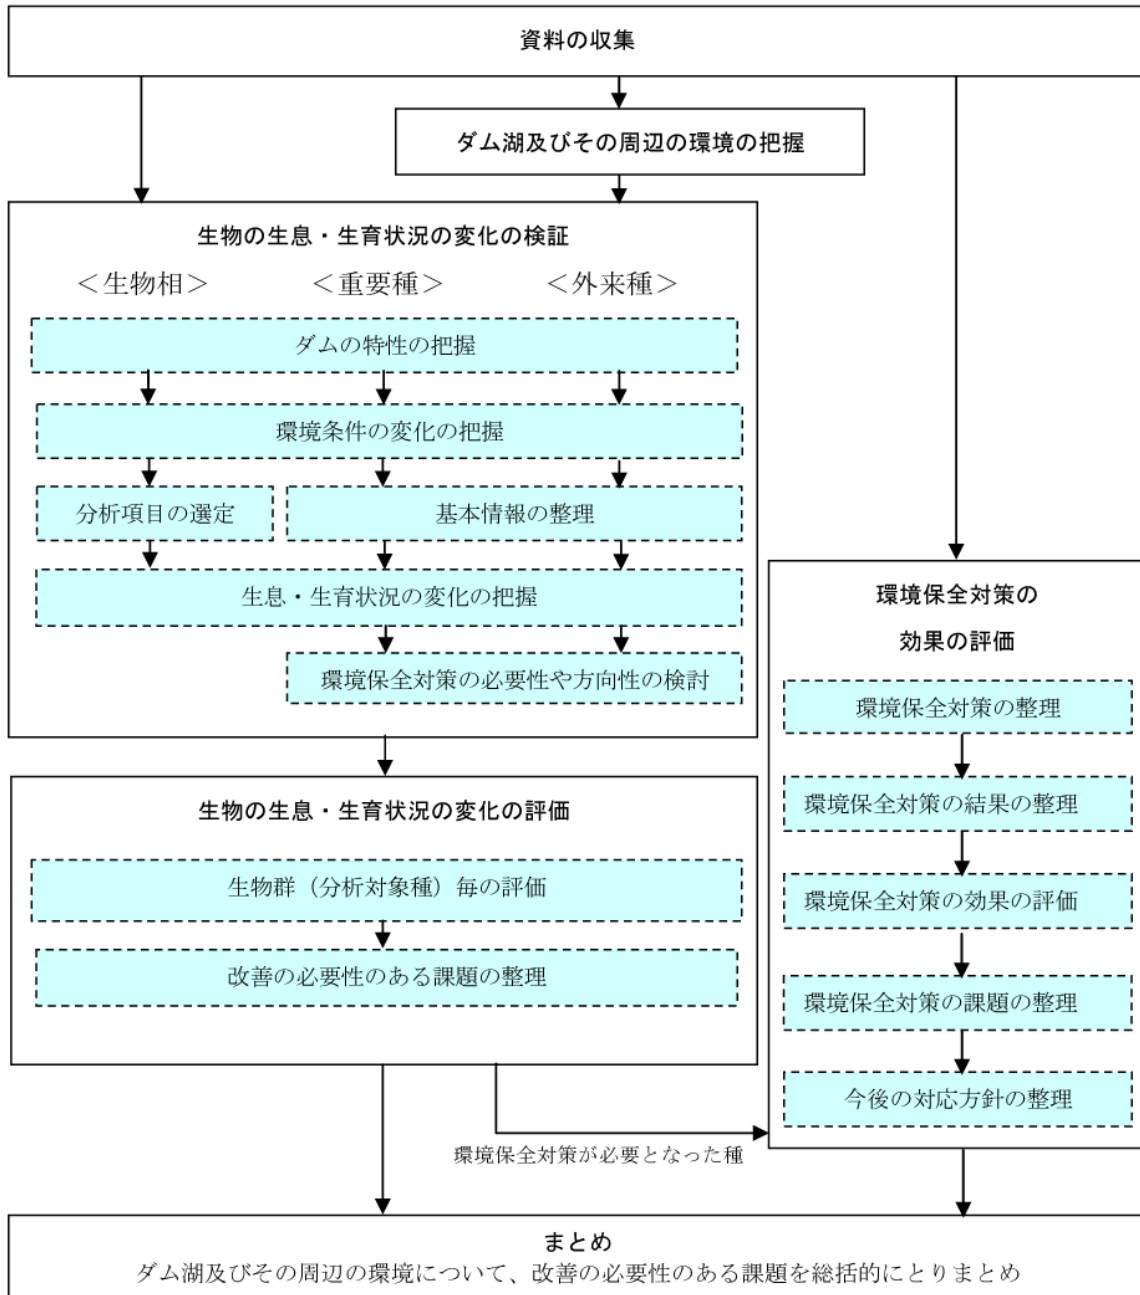 資料の収集
ダム湖及びその周辺の環境の把握
生物の生息・生育状況の変化の検証
＜生物相＞ ＜重要種＞ ＜外来種＞
ダムの特性の把握
環境条件の変化の把握
分析項目の選定 基本情報の整理
生息・生育状況の変化の把握
環境保全対策の必要性や方向性の検討
生物の生息・生育状況の変化の評価
生物群（分析対象種）毎の評価
改善の必要性のある課題の整理
環境保全対策の
効果の評価
環境保全対策の整理
環境保全対策の結果の整理
環境保全対策の効果の評価
環境保全対策の課題の整理
今後の対応方針の整理
環境保全対策が必要となった種
まとめ
ダム湖及びその周辺の環境について、改善の必要性のある課題を総括的にとりまとめ